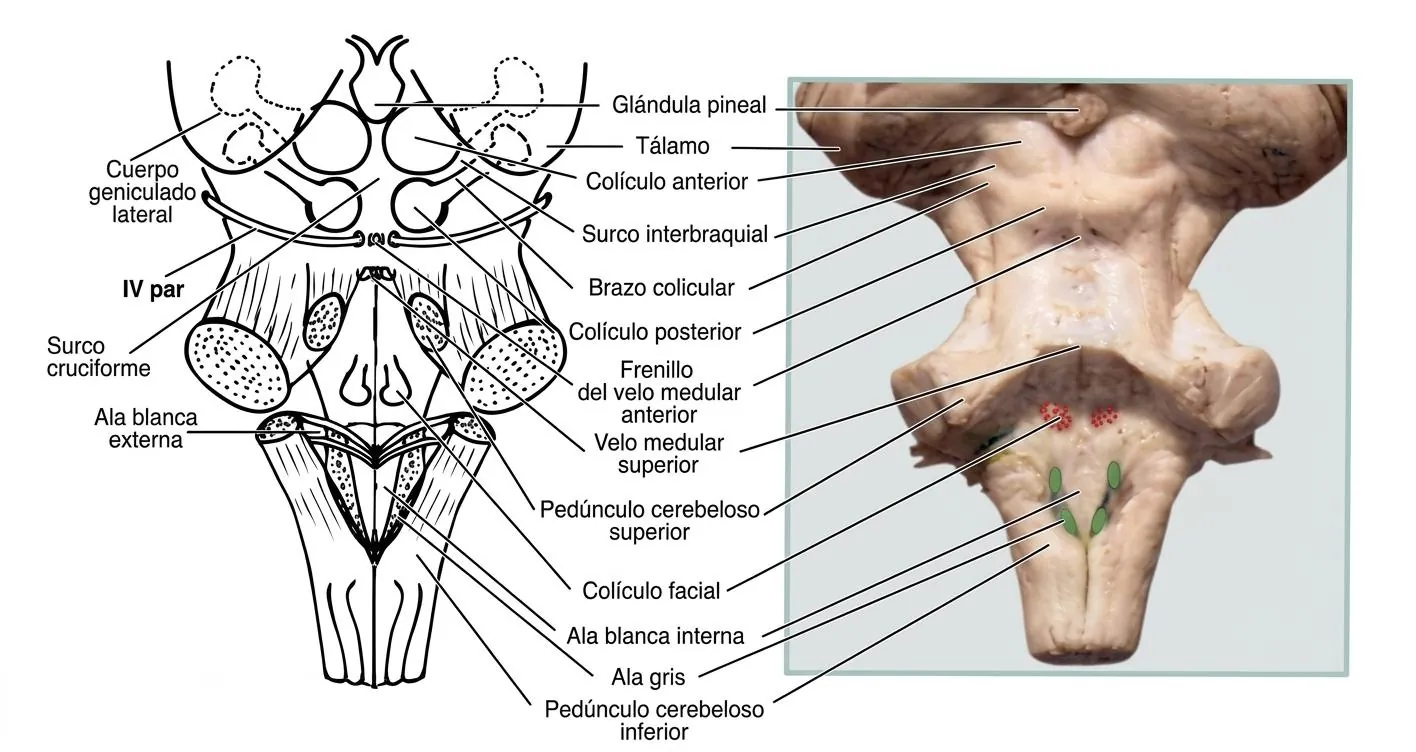 Glándula pineal
Tálamo
Cuerpo
geniculado
lateral
Colículo anterior
Surco interbraquial
IV par
Brazo colicular
Colículo posterior
Surco
cruciforme
Frenillo
del velo medular
anterior
Ala blanca
externa
Velo medular
superior
Pedúnculo cerebeloso
superior
Colículo facial
Ala blanca interna
Ala gris
Pedúnculo cerebeloso
inferior